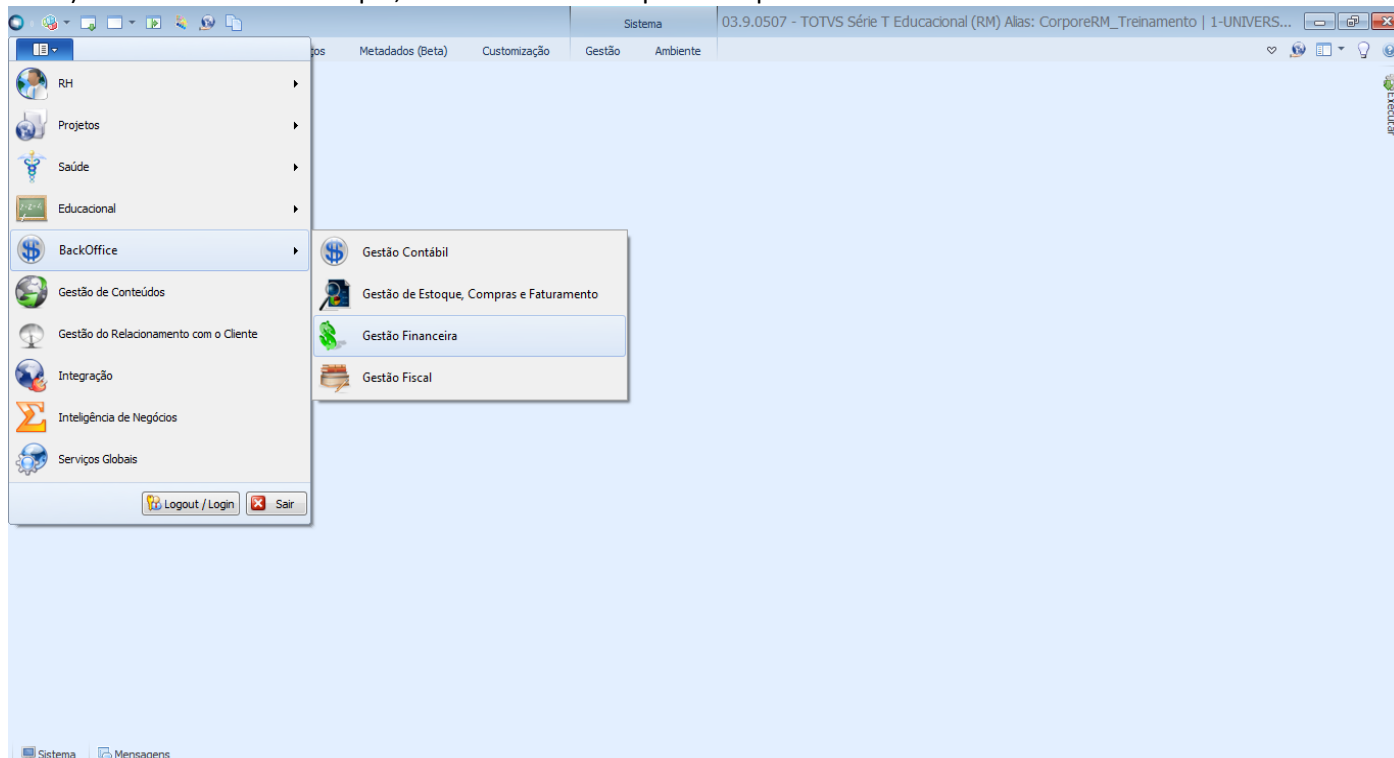 Sistema
03.9.0507 - TOTVS Série T Educacional (RM) Alias: CorporeRM_Treinamento | 1-UNIVERS...
Metadados (Beta) Customização Gestão Ambiente
Executar
RH
Projetos
Saúde
Educacional
BackOffice
Gestão Contábil
Gestão de Estoque, Compras e Faturamento
Gestão Financeira
Gestão Fiscal
Gestão de Conteúdos
Gestão do Relacionamento com o Cliente
Integração
Inteligência de Negócios
Serviços Globais
Logout / Login Sair
Sistema Mensagens